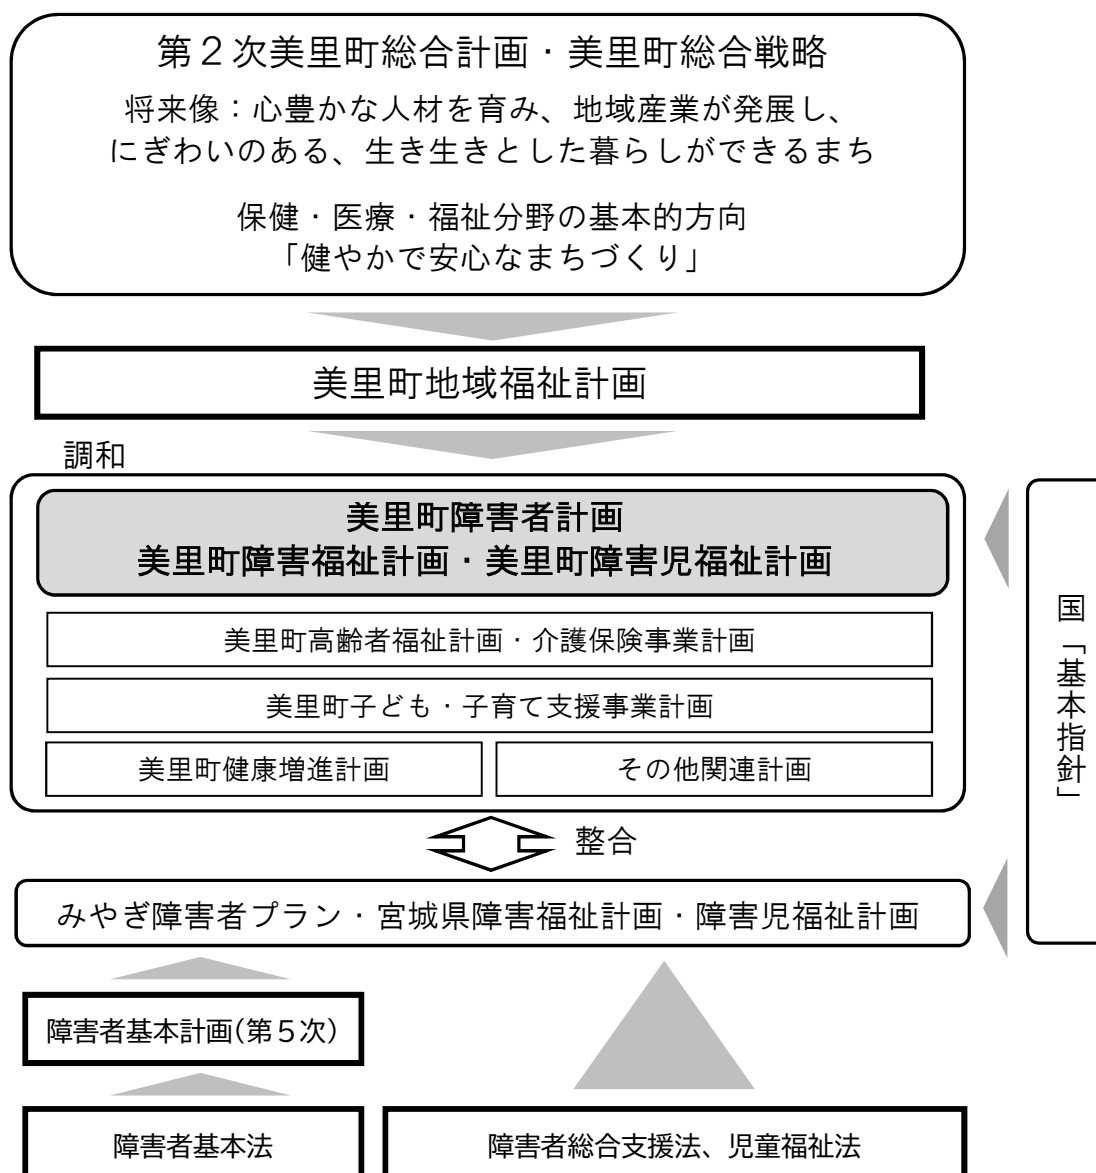 第２次美里町総合計画・美里町総合戦略
将来像：心豊かな人材を育み、地域産業が発展し、
にぎわいのある、生き生きとした暮らしができるまち
保健・医療・福祉分野の基本的方向
「健やかで安心なまちづくり」
美里町地域福祉計画
調和
美里町障害者計画
美里町障害福祉計画・美里町障害児福祉計画
美里町高齢者福祉計画・介護保険事業計画
美里町子ども・子育て支援事業計画
美里町健康増進計画
その他関連計画
国「基本指針」
整合
みやぎ障害者プラン・宮城県障害福祉計画・障害児福祉計画
障害者基本計画(第５次)
障害者基本法
障害者総合支援法、児童福祉法